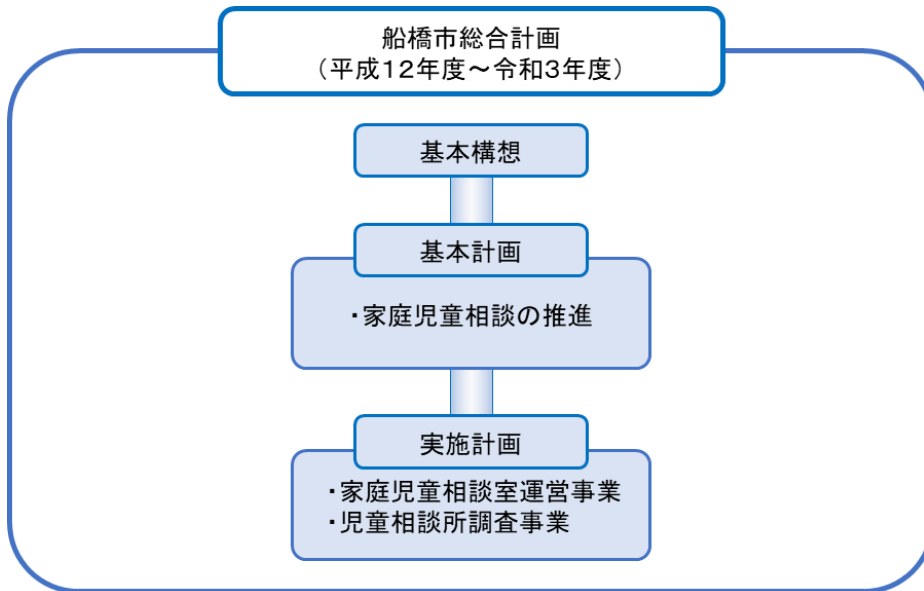 船橋市総合計画
（平成１２年度～令和３年度）
基本構想
基本計画
・家庭児童相談の推進
実施計画
・家庭児童相談室運営事業
・児童相談所調査事業